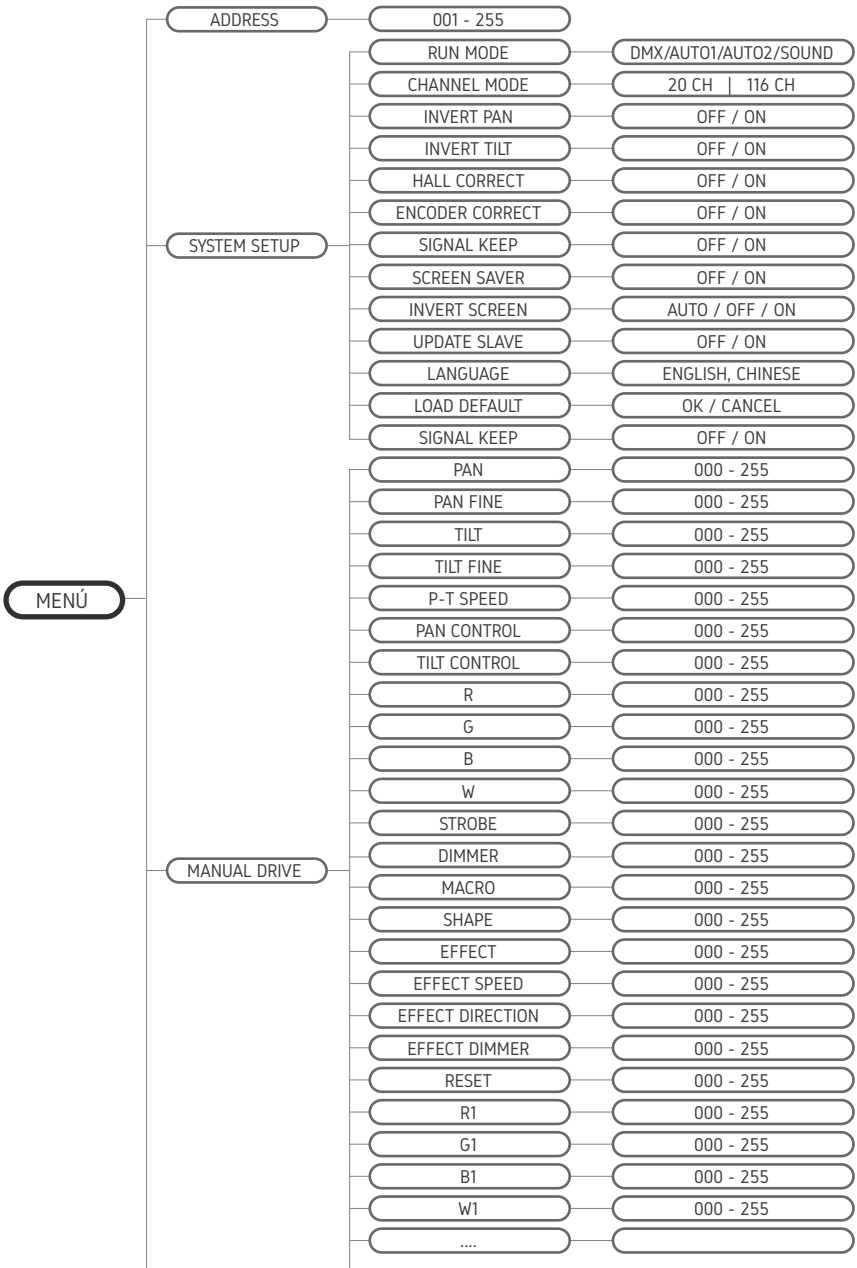 ADDRESS 001 - 255
RUN MODE DMX/AUTO1/AUTO2/SOUND
CHANNEL MODE 20 CH | 116 CH
INVERT PAN OFF / ON
INVERT TILT OFF / ON
HALL CORRECT OFF / ON
ENCODER CORRECT OFF / ON
SYSTEM SETUP SIGNAL KEEP OFF / ON
SCREEN SAVER OFF / ON
INVERT SCREEN AUTO / OFF / ON
UPDATE SLAVE OFF / ON
LANGUAGE ENGLISH, CHINESE
LOAD DEFAULT OK / CANCEL
SIGNAL KEEP OFF / ON
PAN 000 - 255
PAN FINE 000 - 255
TILT 000 - 255
TILT FINE 000 - 255
MENÚ P-T SPEED 000 - 255
PAN CONTROL 000 - 255
TILT CONTROL 000 - 255
R 000 - 255
G 000 - 255
B 000 - 255
W 000 - 255
STROBE 000 - 255
DIMMER 000 - 255
MANUAL DRIVE MACRO 000 - 255
SHAPE 000 - 255
EFFECT 000 - 255
EFFECT SPEED 000 - 255
EFFECT DIRECTION 000 - 255
EFFECT DIMMER 000 - 255
RESET 000 - 255
R1 000 - 255
G1 000 - 255
B1 000 - 255
W1 000 - 255
....